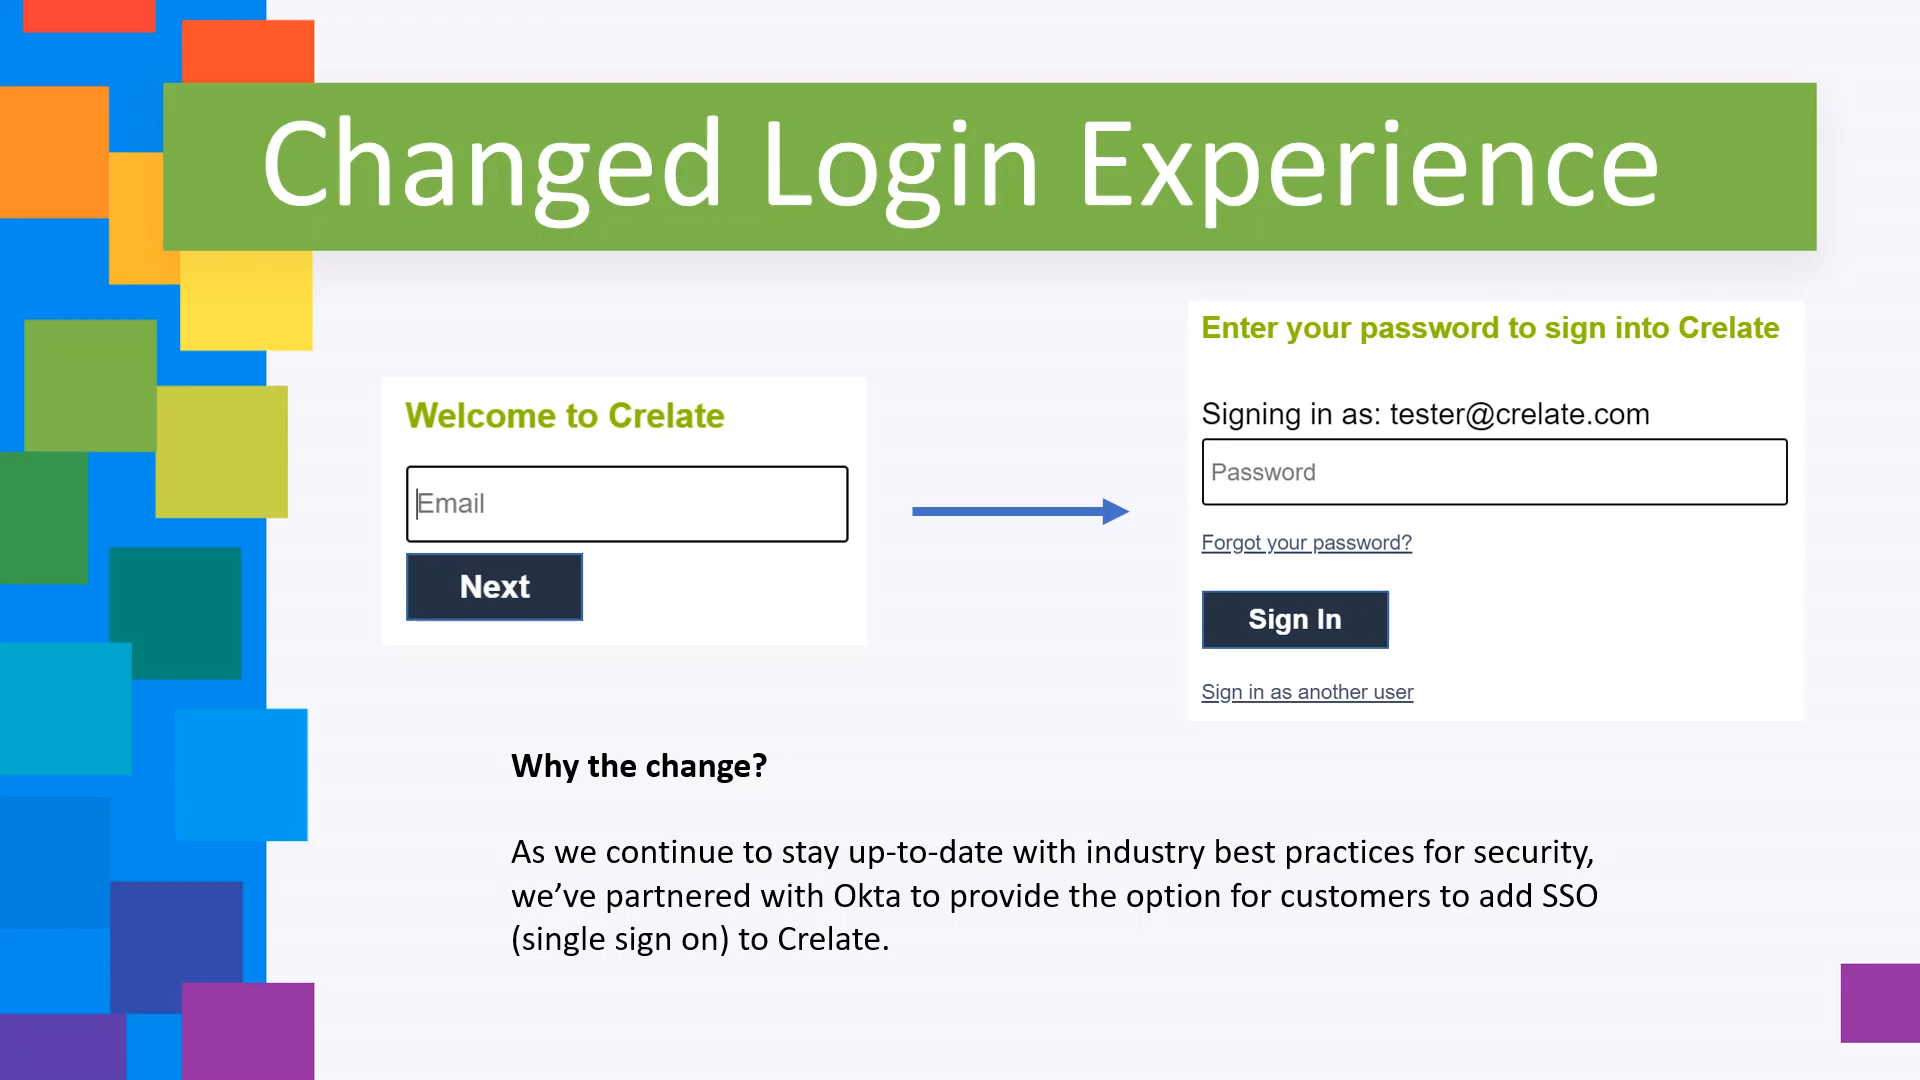 Changed Login Experience
Welcome to Crelate
Email
Next
Enter your password to sign into Crelate
Signing in as: tester@crelate.com
Password
Forgot your password?
Sign In
Sign in as another user
Why the change?
As we continue to stay up-to-date with industry best practices for security,
we’ve partnered with Okta to provide the option for customers to add SSO
(single sign on) to Crelate.